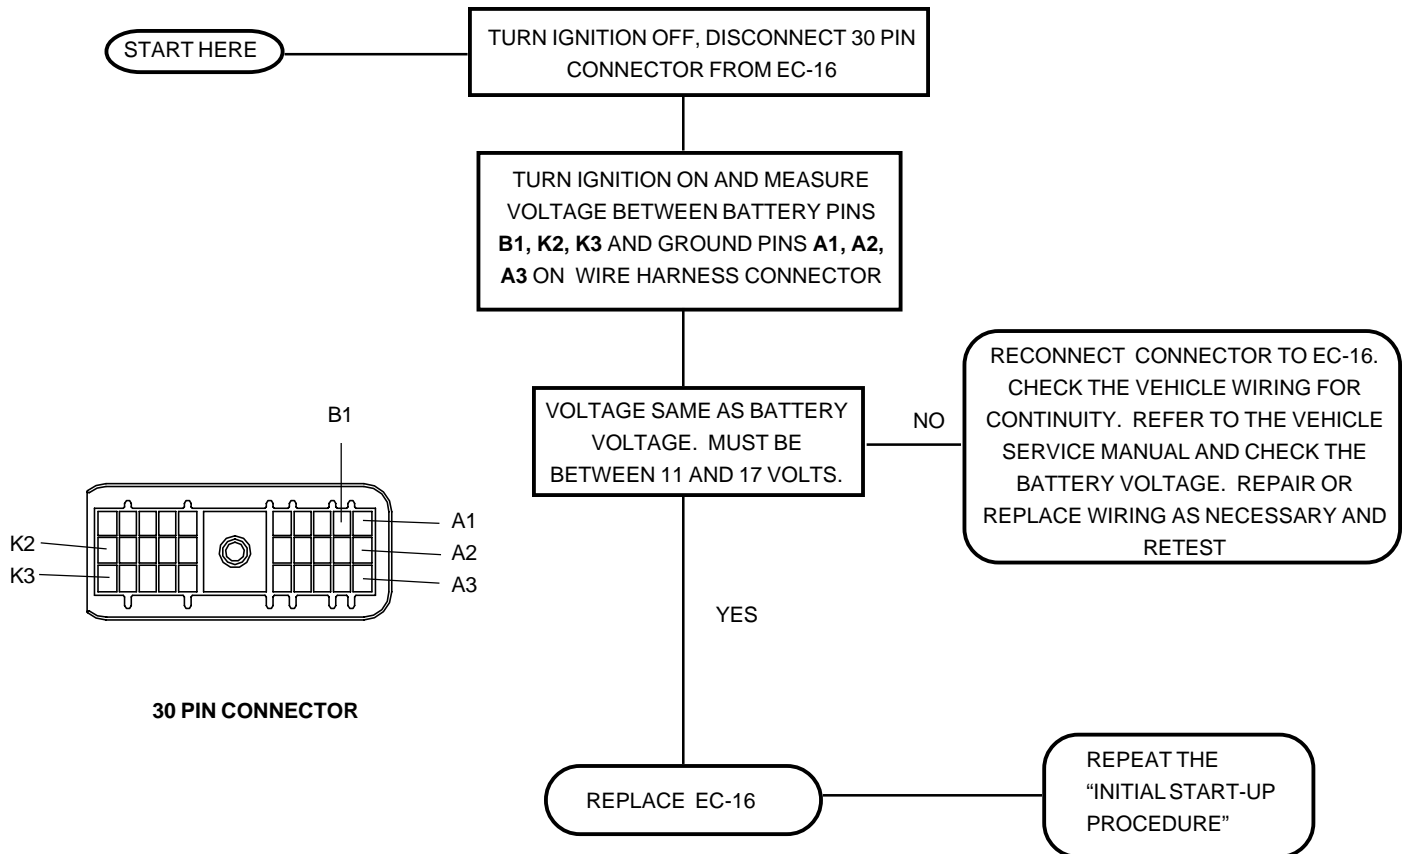 START HERE
TURN IGNITION OFF, DISCONNECT 30 PIN
CONNECTOR FROM EC-16
TURN IGNITION ON AND MEASURE
VOLTAGE BETWEEN BATTERY PINS
B1, K2, K3 AND GROUND PINS A1, A2,
A3 ON WIRE HARNESS CONNECTOR
VOLTAGE SAME AS BATTERY
VOLTAGE. MUST BE
BETWEEN 11 AND 17 VOLTS.
NO
RECONNECT CONNECTOR TO EC-16.
CHECK THE VEHICLE WIRING FOR
CONTINUITY. REFER TO THE VEHICLE
SERVICE MANUAL AND CHECK THE
BATTERY VOLTAGE. REPAIR OR
REPLACE WIRING AS NECESSARY AND
RETEST
B1
A1
K2
A2
K3
A3
30 PIN CONNECTOR
YES
REPLACE EC-16
REPEAT THE
“INITIAL START-UP
PROCEDURE”